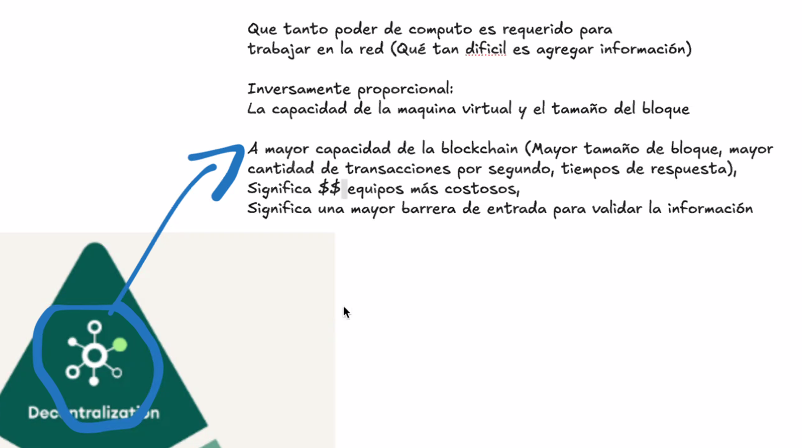 Que tanto poder de computo es requerido para
trabajar en la red (Qué tan dificil es agregar información)
Inversamente proporcional:
La capacidad de la maquina virtual y el tamaño del bloque
A mayor capacidad de la blockchain (Mayor tamaño de bloque, mayor
cantidad de transacciones por segundo, tiempos de respuesta),
Significa $$ equipos más costosos,
Significa una mayor barrera de entrada para validar la información
Decentralization